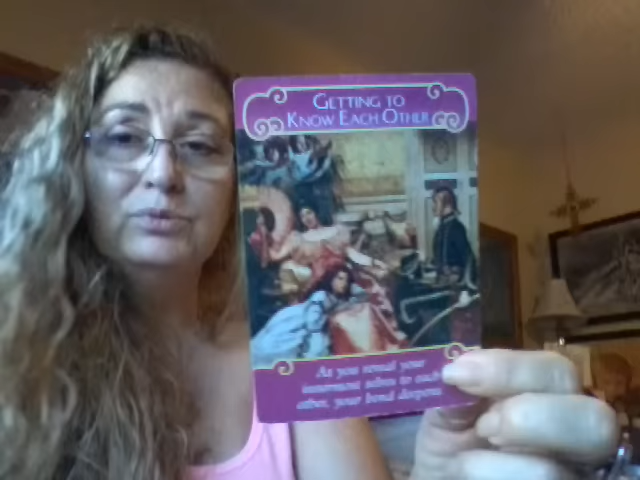 GETTING TO
KNOW EACH OTHER
As you reveal your
innermost selves to each
other, your bond deepens.